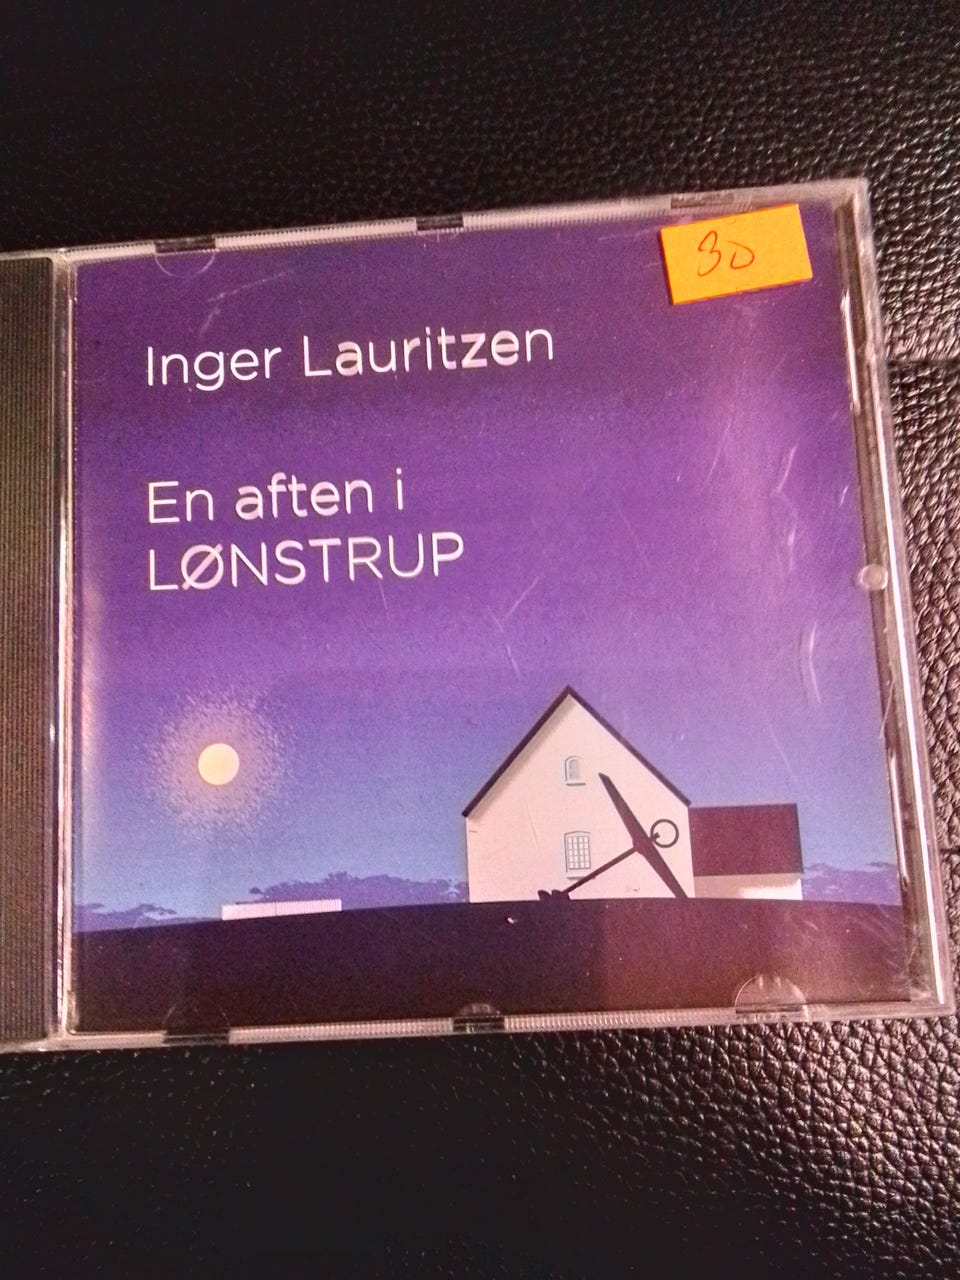 30
Inger Lauritzen
En aften i
LØNSTRUP